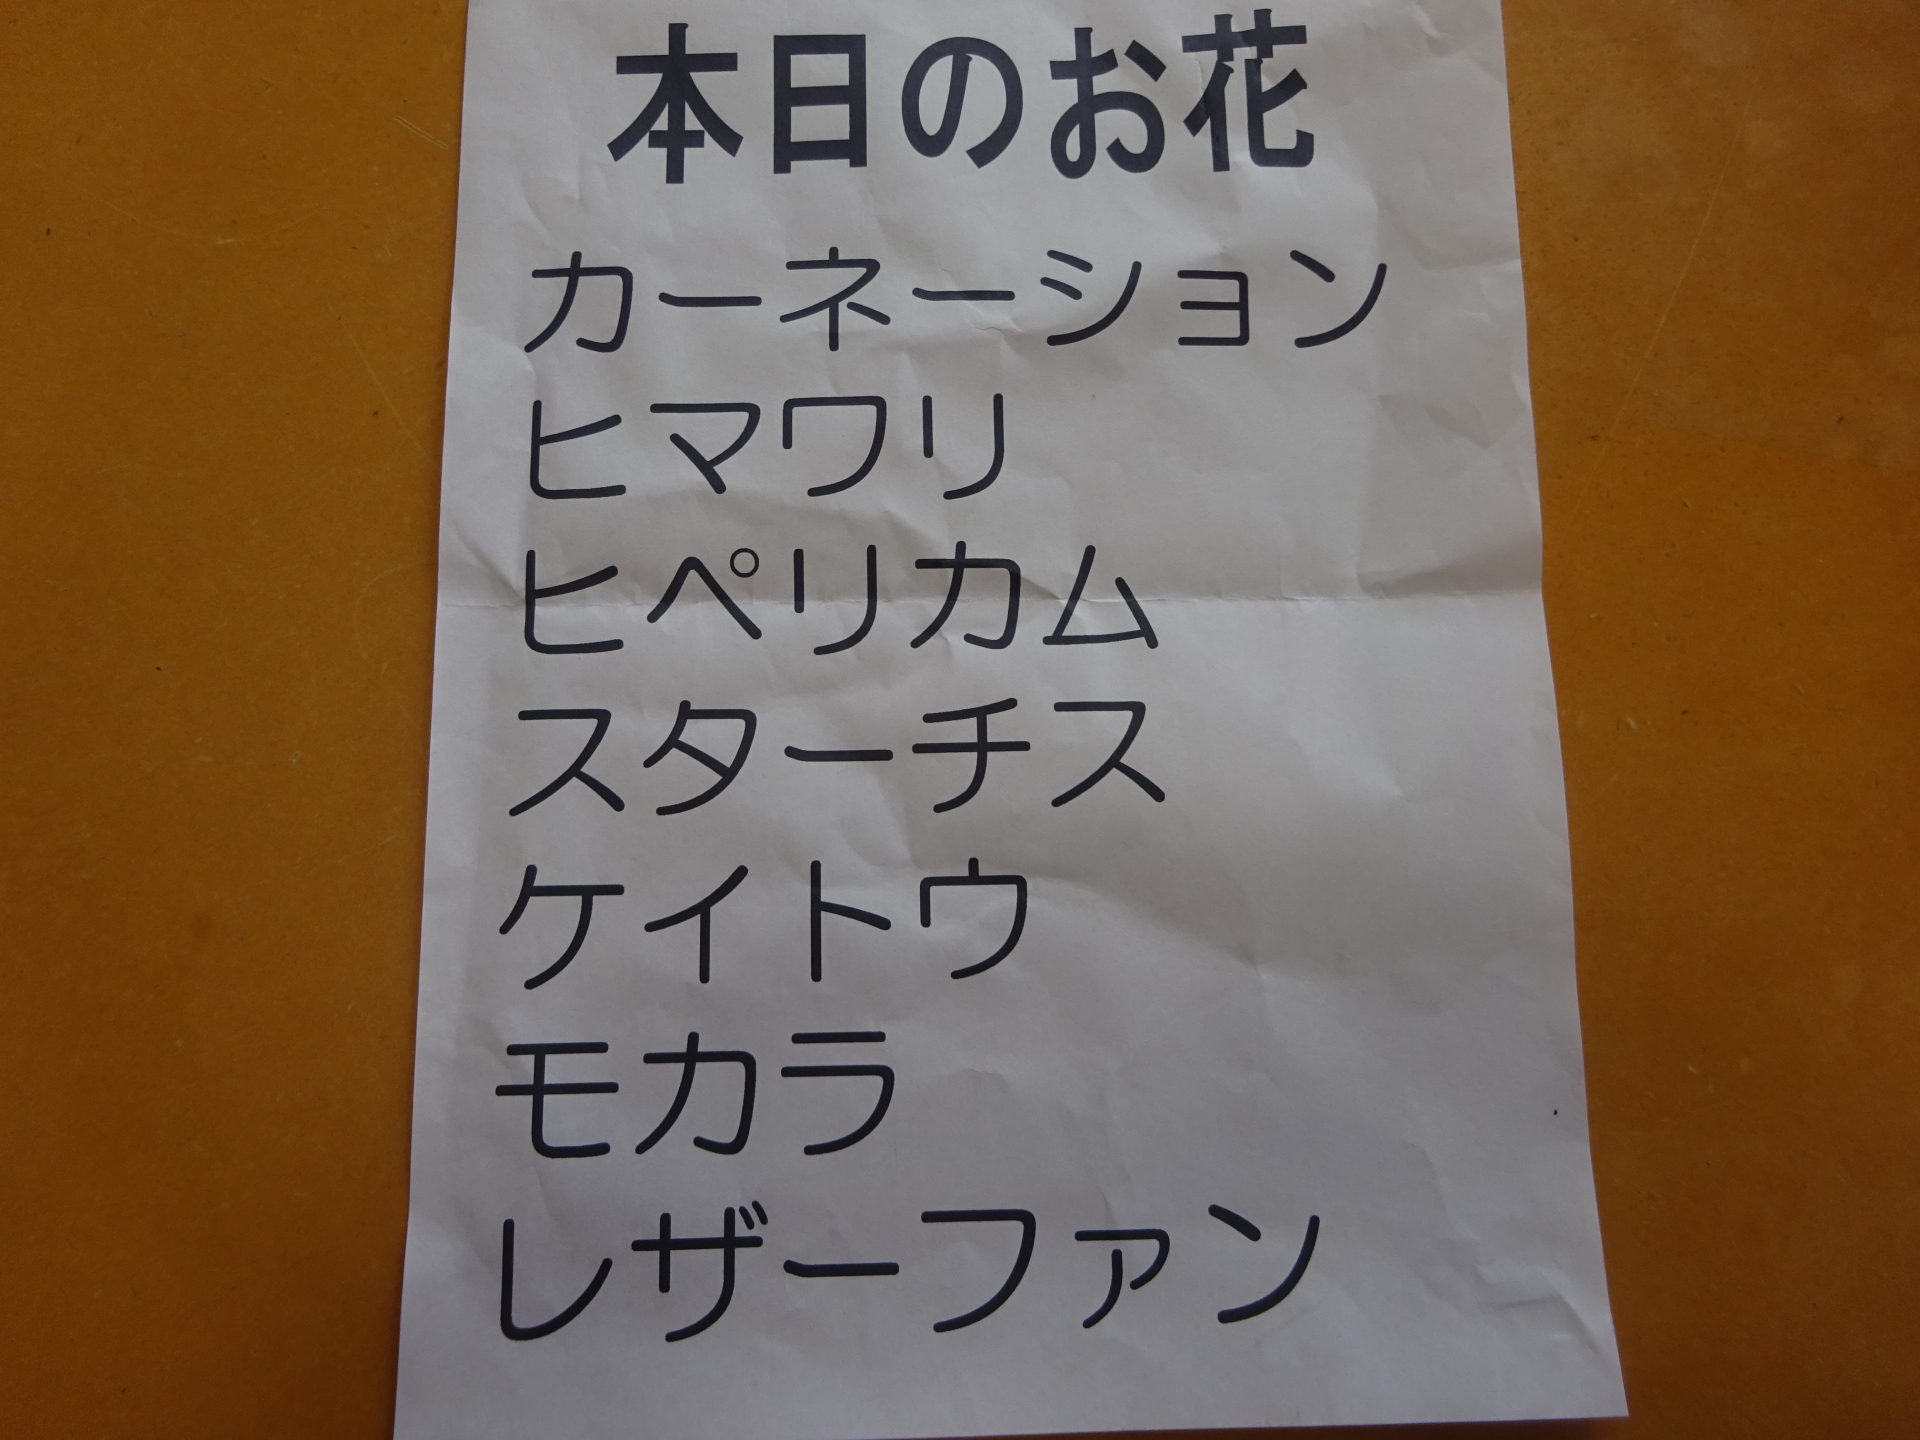 本日のお花
カーネーション
ヒマワリ
ヒペリカム
スターチス
ケイトウ
モカラ
レザーファン